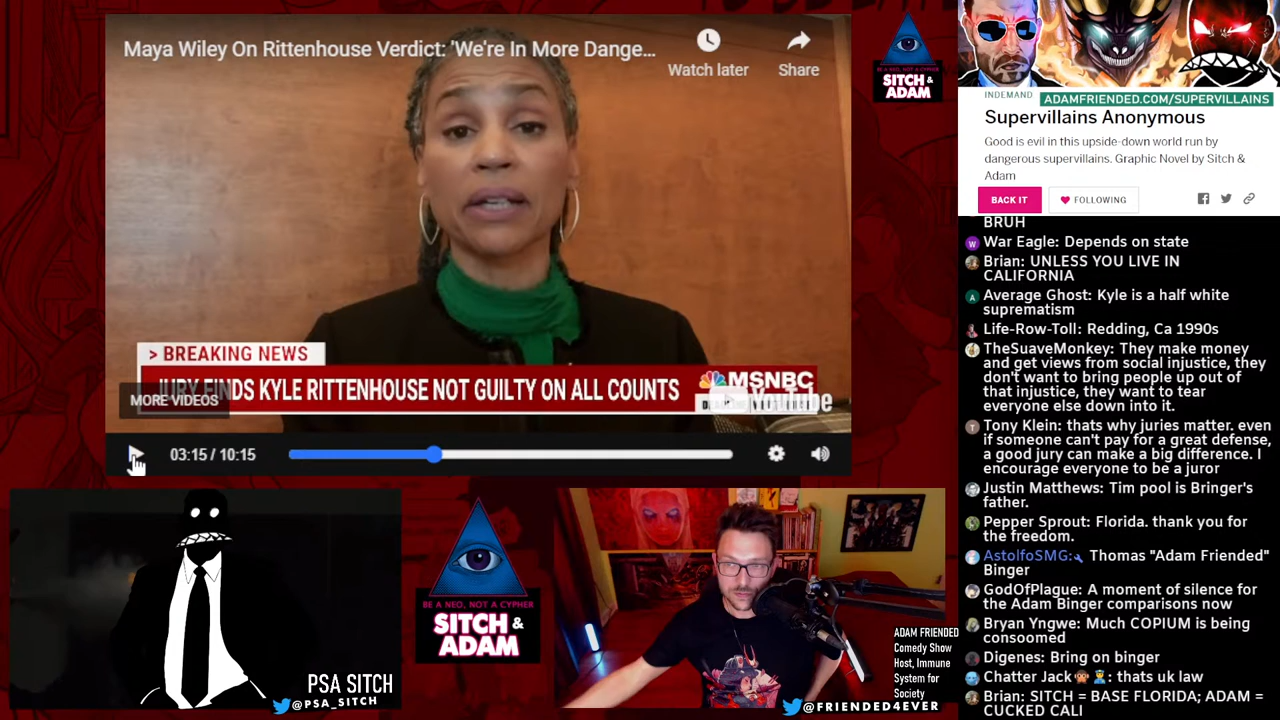 Maya Wiley On Rittenhouse Verdict: 'We're In More Dange...
Watch later
Share
BE A NEO, NOT A CYPHER
SITCH
& ADAM
> BREAKING NEWS
JURY FINDS KYLE RITTENHOUSE NOT GUILTY ON ALL COUNTS
MSNBC
YouTube
MORE VIDEOS
03:15 / 10:15
INDEMAND
ADAMFRIENDED.COM/SUPERVILLAINS
Supervillains Anonymous
Good is evil in this upside-down world run by
dangerous supervillains. Graphic Novel by Sitch &
Adam
BACK IT
FOLLOWING
BRUH
War Eagle: Depends on state
Brian: UNLESS YOU LIVE IN
CALIFORNIA
Average Ghost: Kyle is a half white
suprematism
Life-Row-Toll: Redding, Ca 1990s
TheSuaveMonkey: They make money
and get views from social injustice, they
don't want to bring people up out of
that injustice, they want to tear
everyone else down into it.
Tony Klein: thats why juries matter. even
if someone can't pay for a great defense,
a good jury can make a big difference. I
encourage everyone to be a juror
Justin Matthews: Tim pool is Bringer's
father.
Pepper Sprout: Florida. thank you for
the freedom.
AstolfoSMG: Thomas "Adam Friended"
Binger
GodOfPlague: A moment of silence for
the Adam Binger comparisons now
Bryan Yngwe: Much COPIUM is being
consoomed
Digenes: Bring on binger
Chatter Jack: thats uk law
Brian: SITCH = BASE FLORIDA; ADAM =
CUCKED CALI
PSA SITCH
@PSA_SITCH
BE A NEO, NOT A CYPHER
SITCH &
ADAM
ADAM FRIENDED
Comedy Show
Host, Immune
System for
Society
@FRIENDED4EVER